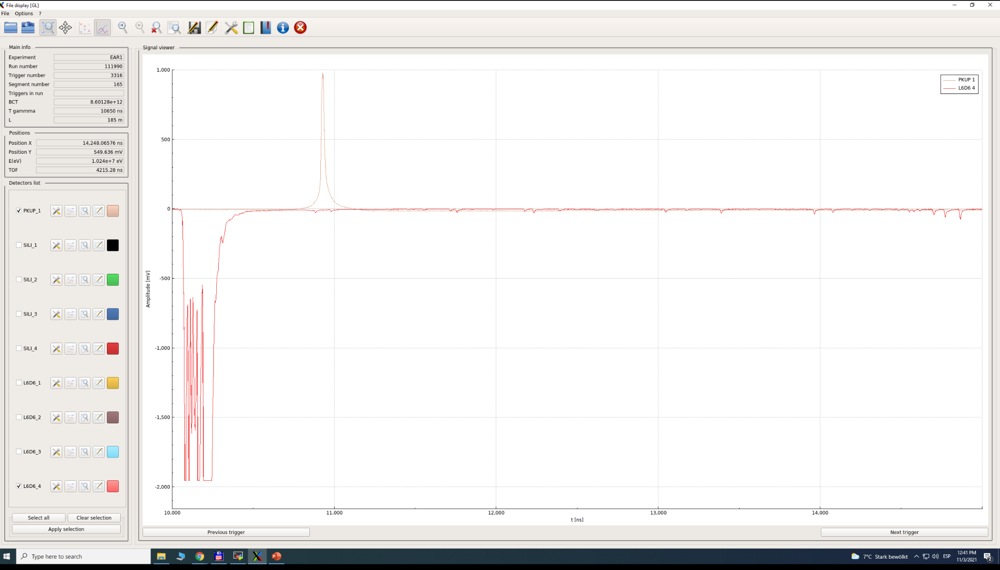 File display [GL]
File Options ?
Main info
Experiment EAR1
Run number 111990
Trigger number 3316
Segment number 165
Triggers in run
BCT 8.60128e+12
T gammma 10650 ns
L 185 m
Positions
Position X 14,248.06576 ns
Position Y 549.636 mV
E(eV) 1.024e+7 eV
TOF 4215.28 ns
Detectors list
PKUP_1
SILI_1
SILI_2
SILI_3
SILI_4
L6D6_1
L6D6_2
L6D6_3
L6D6_4
Select all Clear selection
Apply selection
Signal viewer
1,000
500
0
-500
-1,000
-1,500
-2,000
Amplitude [mV]
PKUP 1
L6D6 4
10,000 11,000 12,000 13,000 14,000
t [ns]
Previous trigger Next trigger
Type here to search
7°C Stark bewölkt
ESP
12:41 PM
11/3/2021
2